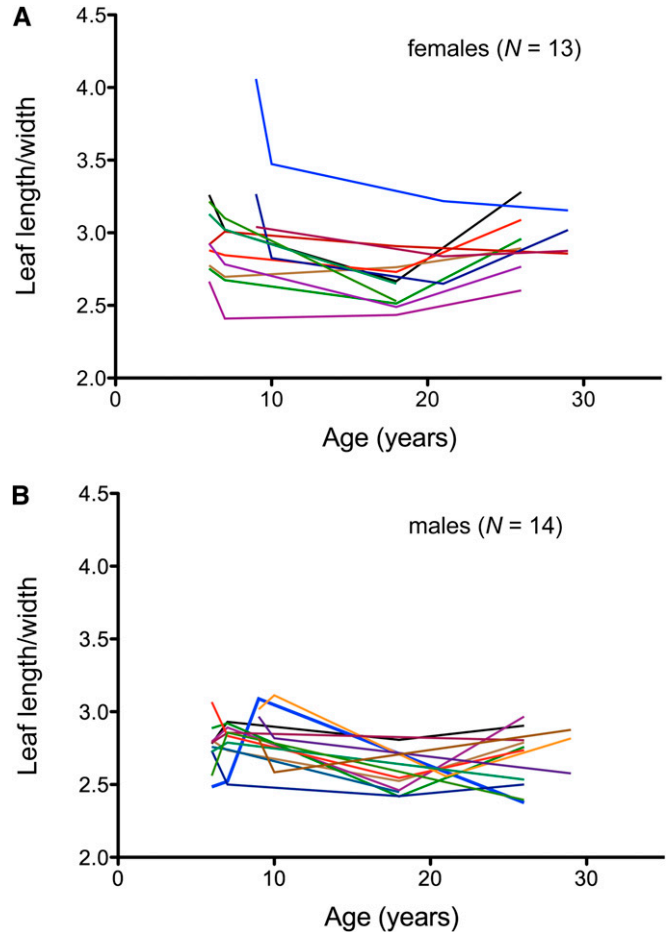 A
4.5
females (N = 13)
4.0
3.5
3.0
2.5
2.0
Leaf length/width
0
10
20
30
Age (years)
B
4.5
males (N = 14)
4.0
3.5
3.0
2.5
2.0
Leaf length/width
0
10
20
30
Age (years)